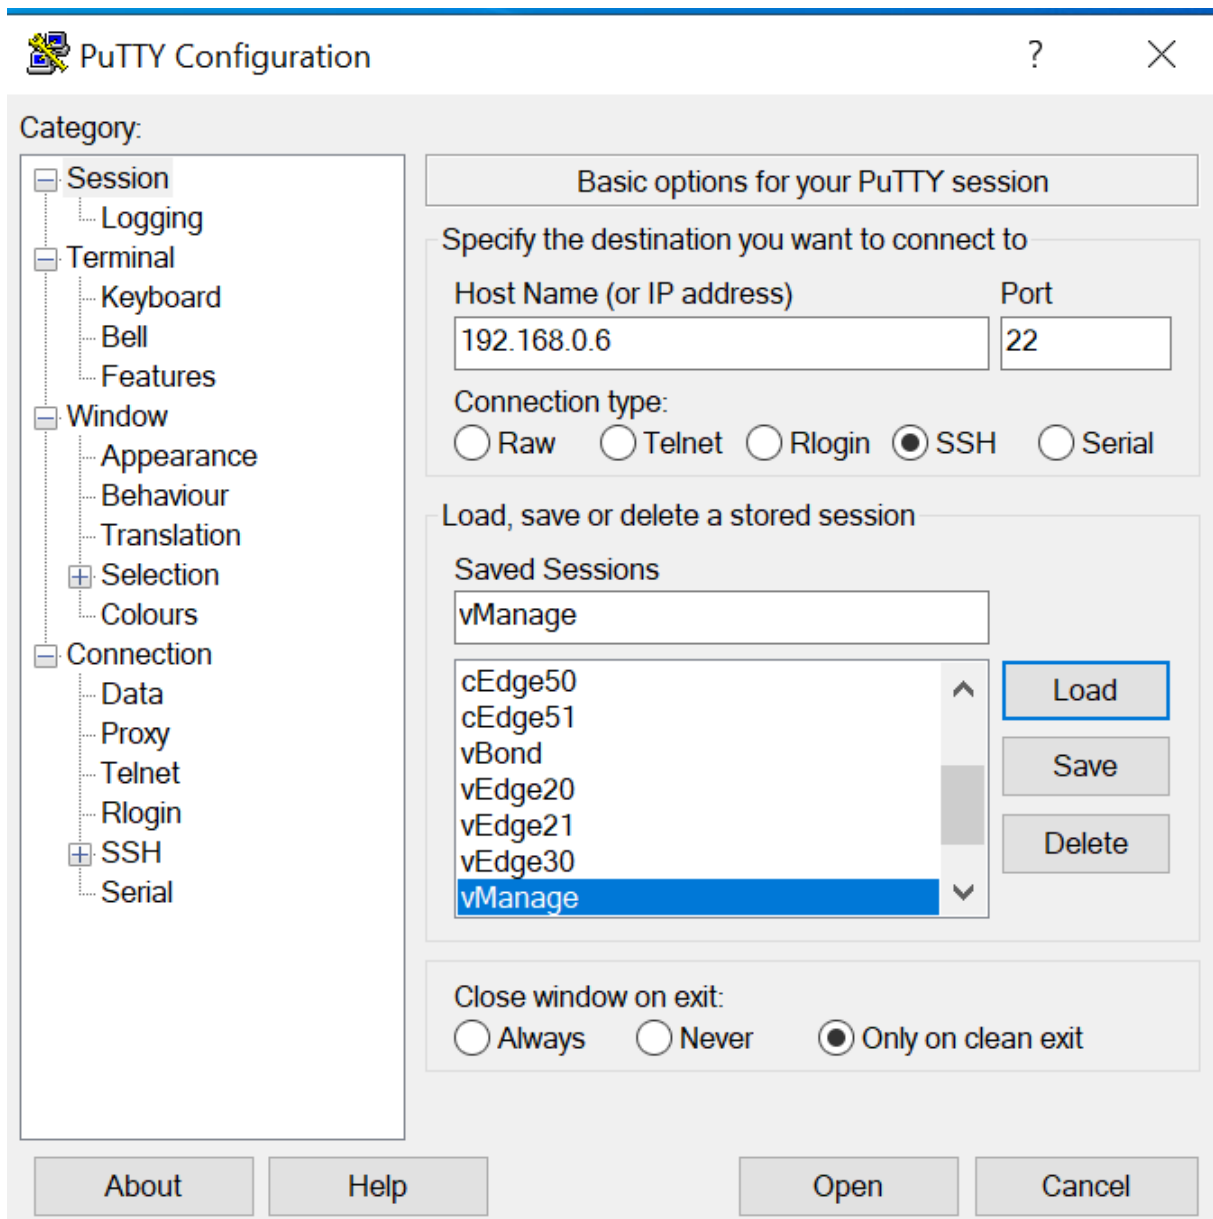 PuTTY Configuration ?
Category:
Session
Logging
Terminal
Keyboard
Bell
Features
Window
Appearance
Behaviour
Translation
Selection
Colours
Connection
Data
Proxy
Telnet
Rlogin
SSH
Serial
Basic options for your PuTTY session
Specify the destination you want to connect to
Host Name (or IP address) Port
192.168.0.6 22
Connection type:
Raw Telnet Rlogin SSH Serial
Load, save or delete a stored session
Saved Sessions
vManage
cEdge50
cEdge51
vBond
vEdge20
vEdge21
vEdge30
vManage
Load
Save
Delete
Close window on exit:
Always Never Only on clean exit
About Help Open Cancel